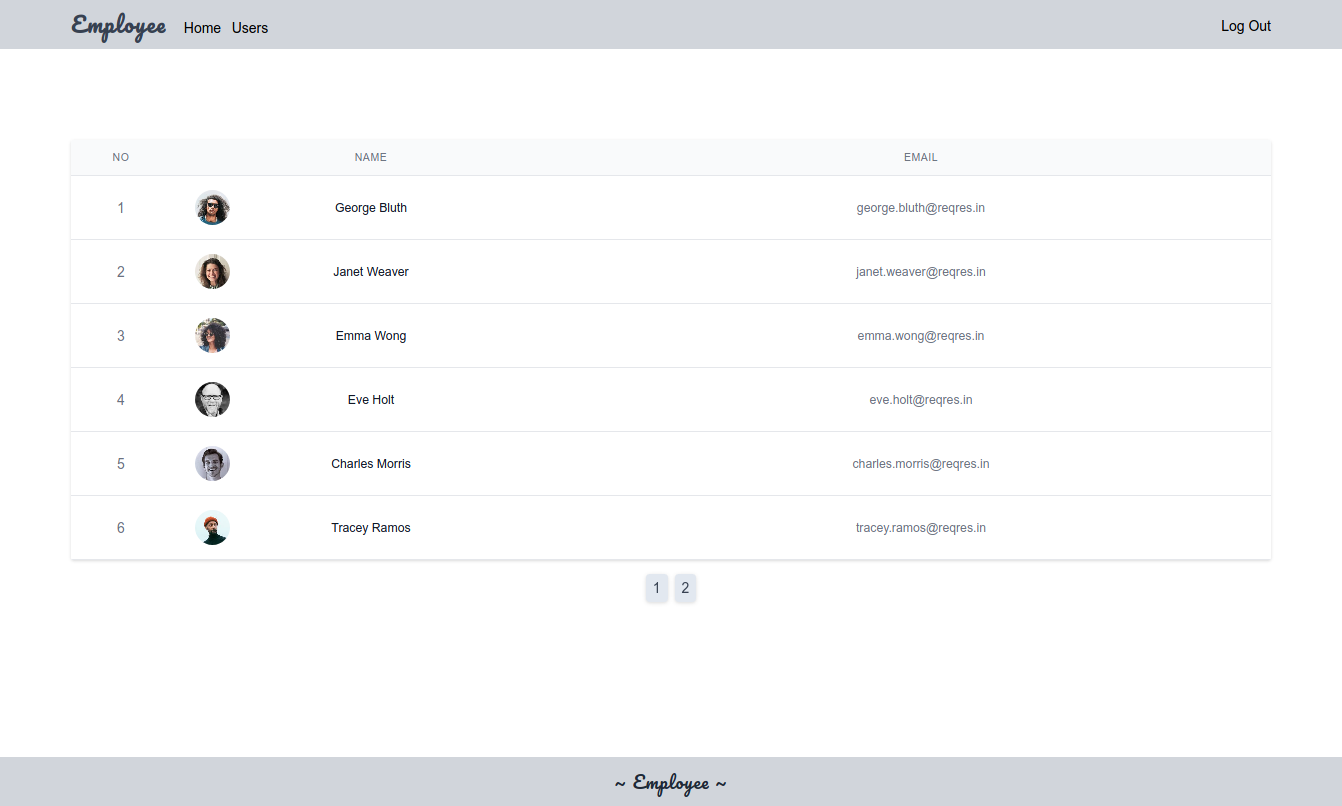 Employee Home Users Log Out
NO NAME EMAIL
1 George Bluth george.bluth@reqres.in
2 Janet Weaver janet.weaver@reqres.in
3 Emma Wong emma.wong@reqres.in
4 Eve Holt eve.holt@reqres.in
5 Charles Morris charles.morris@reqres.in
6 Tracey Ramos tracey.ramos@reqres.in
1 2
~ Employee ~